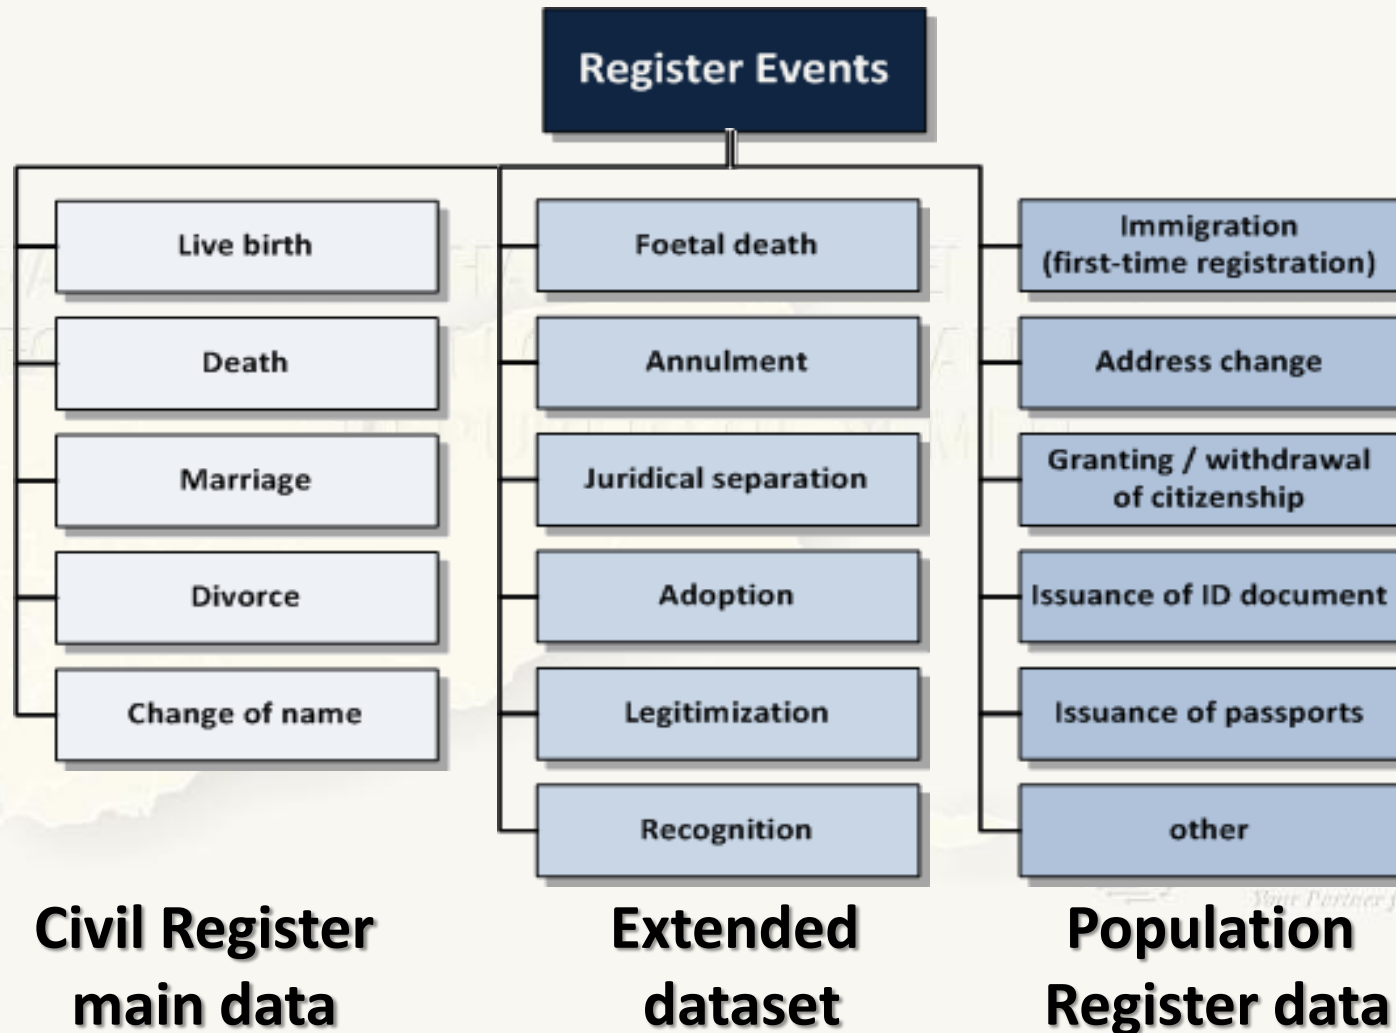 Register Events
Live birth
Death
Marriage
Divorce
Change of name
Foetal death
Annulment
Juridical separation
Adoption
Legitimization
Recognition
Immigration
(first-time registration)
Address change
Granting / withdrawal
of citizenship
Issuance of ID document
Issuance of passports
other
Your Partner f
Civil Register
main data
Extended
dataset
Population
Register data